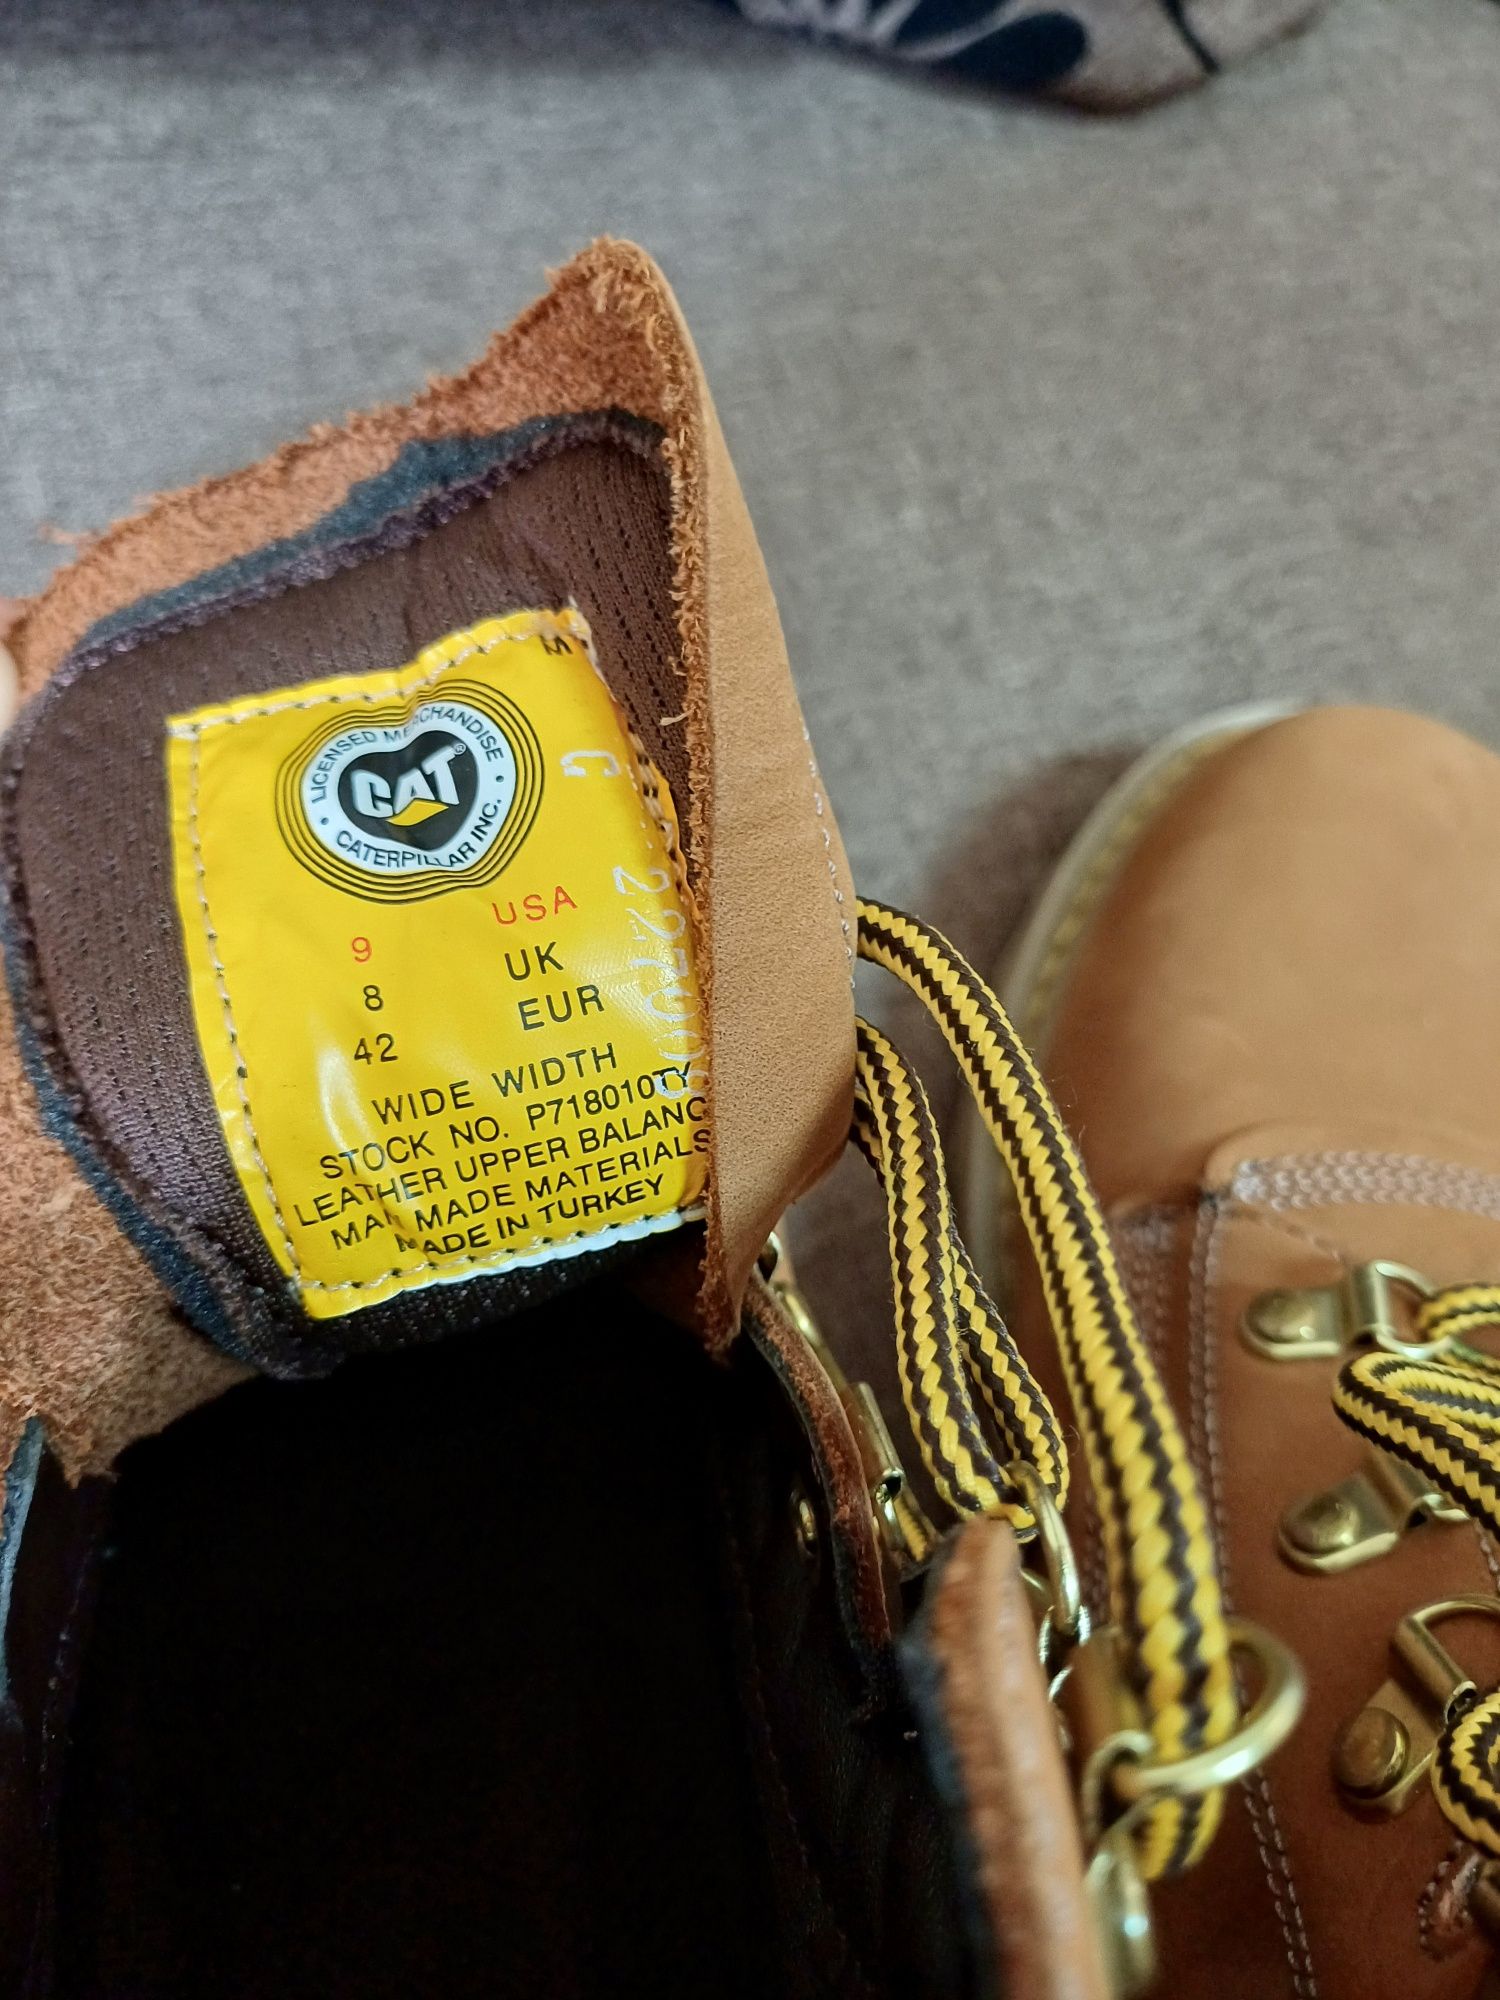 M
LICENSED MERCHANDISE
CAT®
CATERPILLAR INC.
9 USA
8 UK
42 EUR
WIDE WIDTH
STOCK NO. P718010TY
LEATHER UPPER BALANC
MAN MADE MATERIALS
MADE IN TURKEY